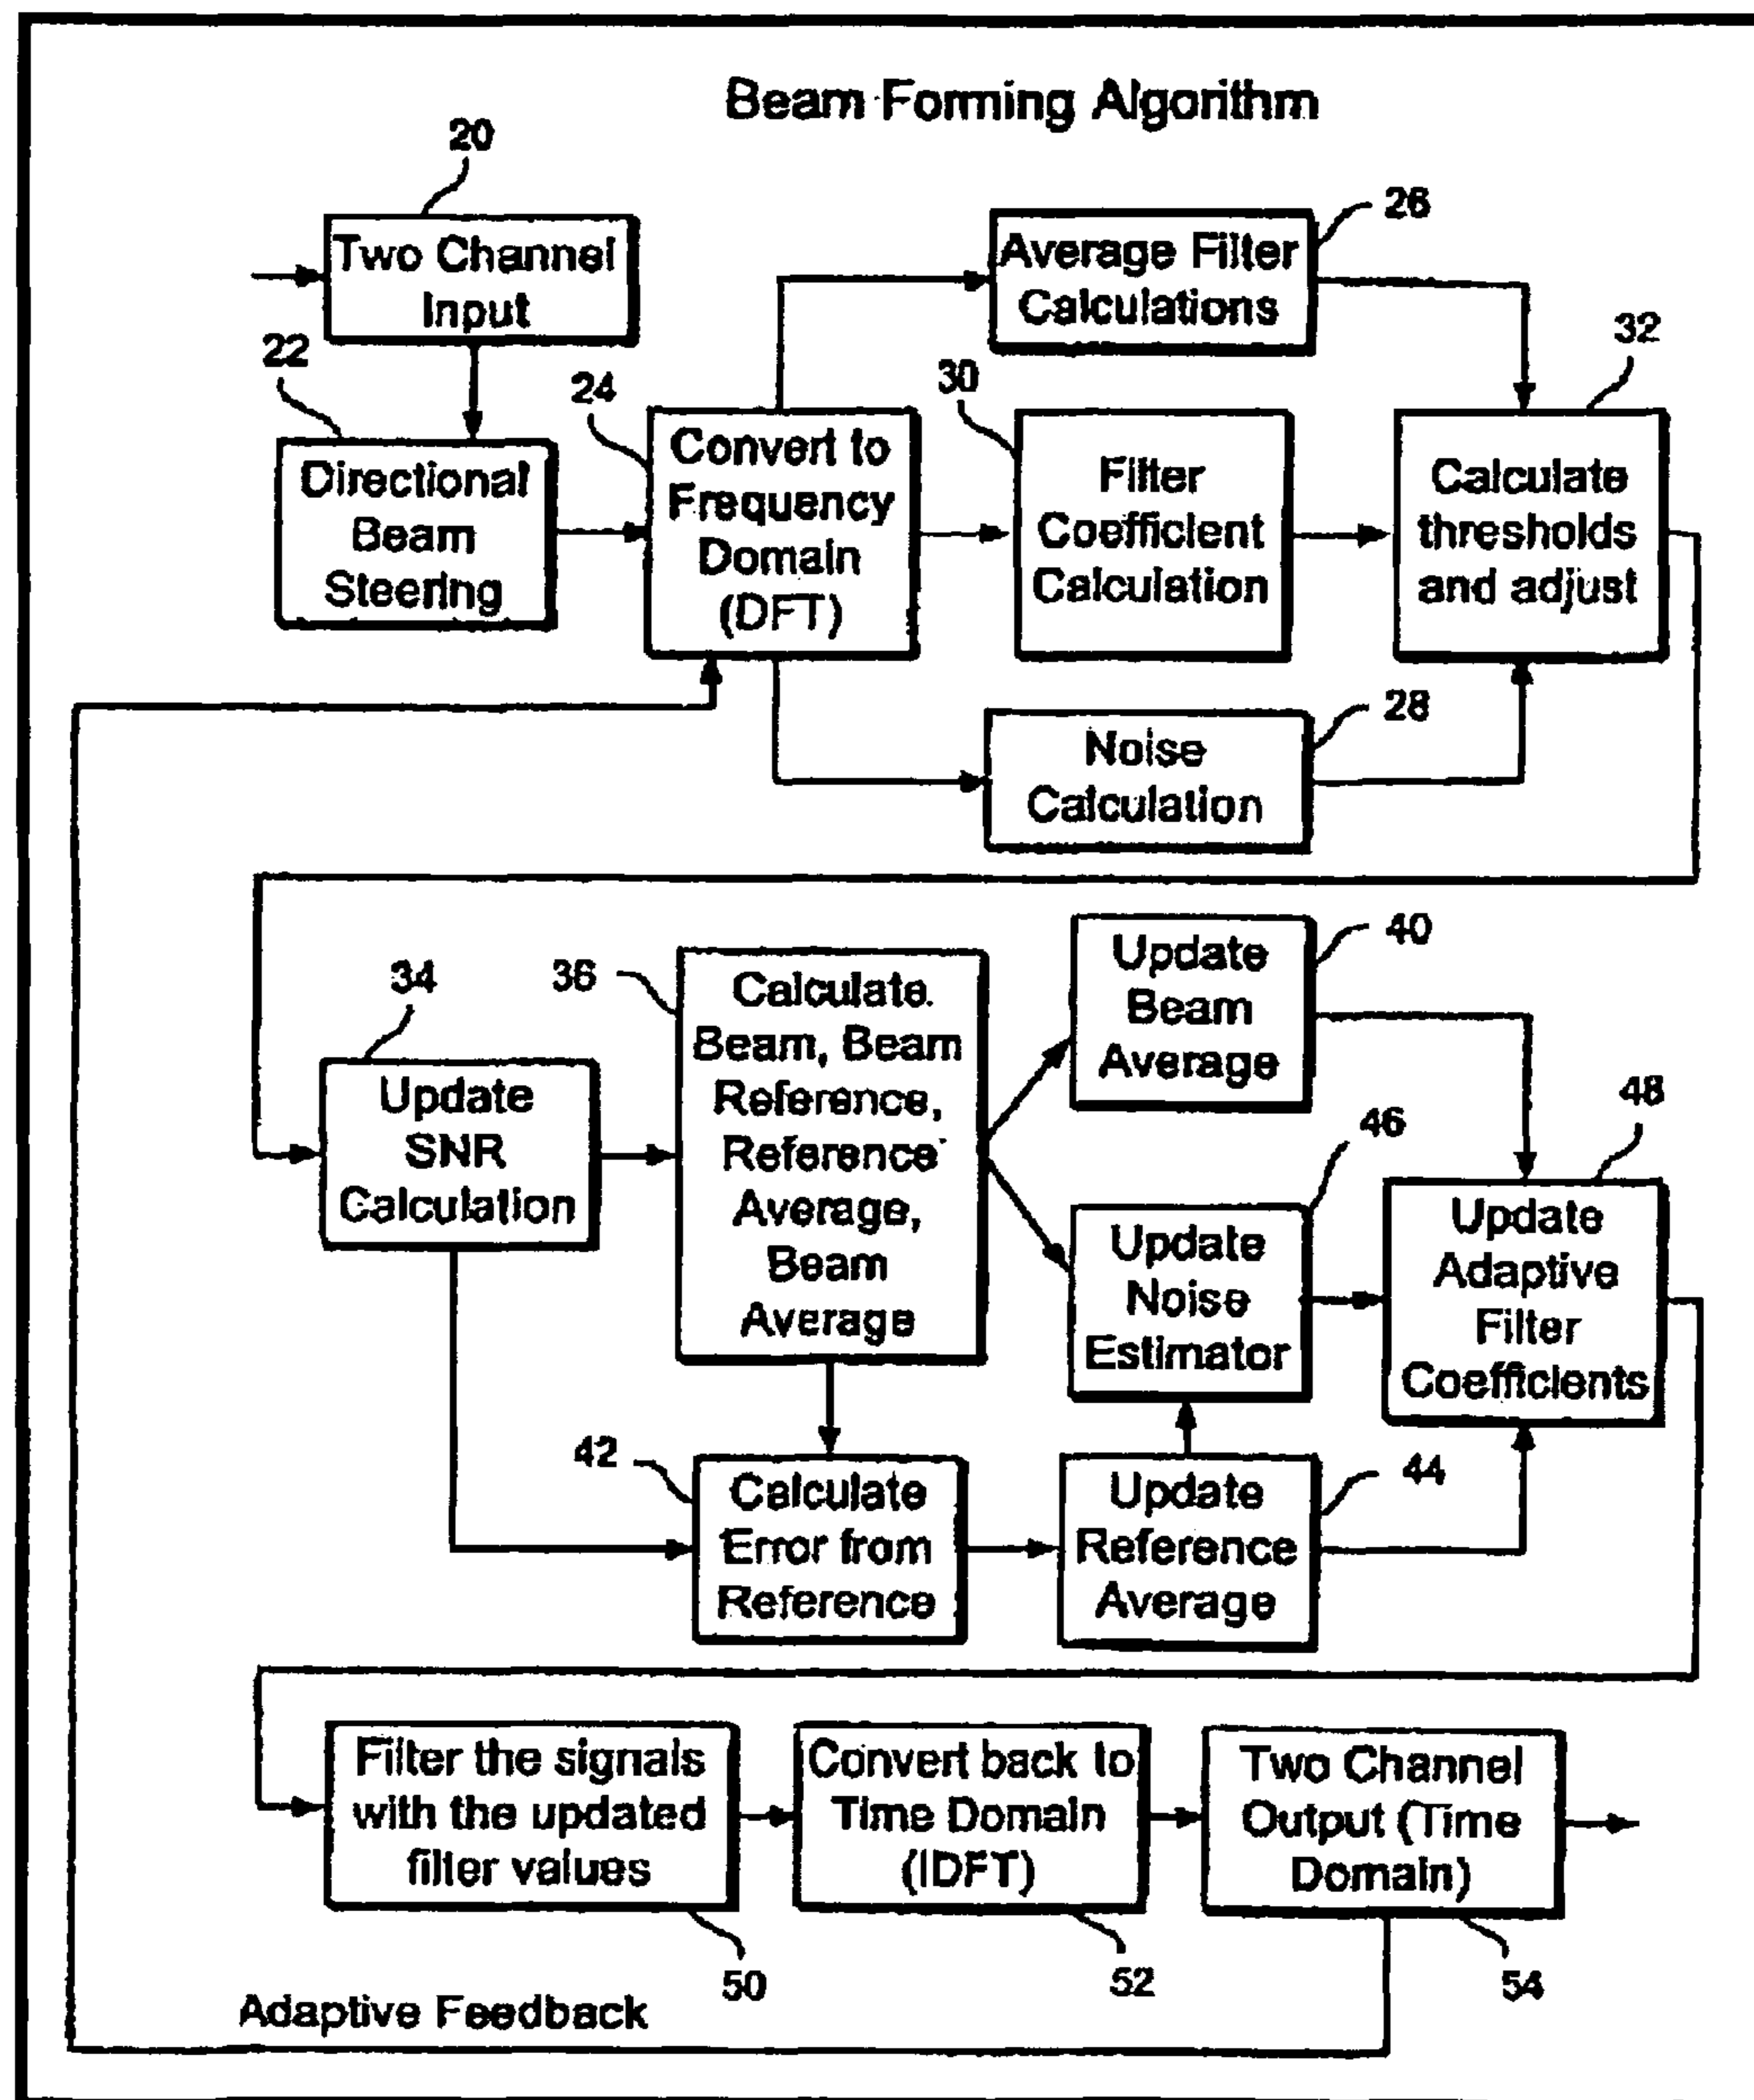 Beam Forming Algorithm
20
Two Channel
Input
22
Directional
Beam
Steering
24
Convert to
Frequency
Domain
(DFT)
26
Average Filter
Calculations
30
Filter
Coefficient
Calculation
32
Calculate
thresholds
and adjust
28
Noise
Calculation
34
Update
SNR
Calculation
36
Calculate
Beam, Beam
Reference,
Reference
Average,
Beam
Average
40
Update
Beam
Average
46
Update
Noise
Estimator
48
Update
Adaptive
Filter
Coefficients
42
Calculate
Error from
Reference
44
Update
Reference
Average
Filter the signals
with the updated
filter values
50
Convert back to
Time Domain
(IDFT)
52
Two Channel
Output (Time
Domain)
54
Adaptive Feedback